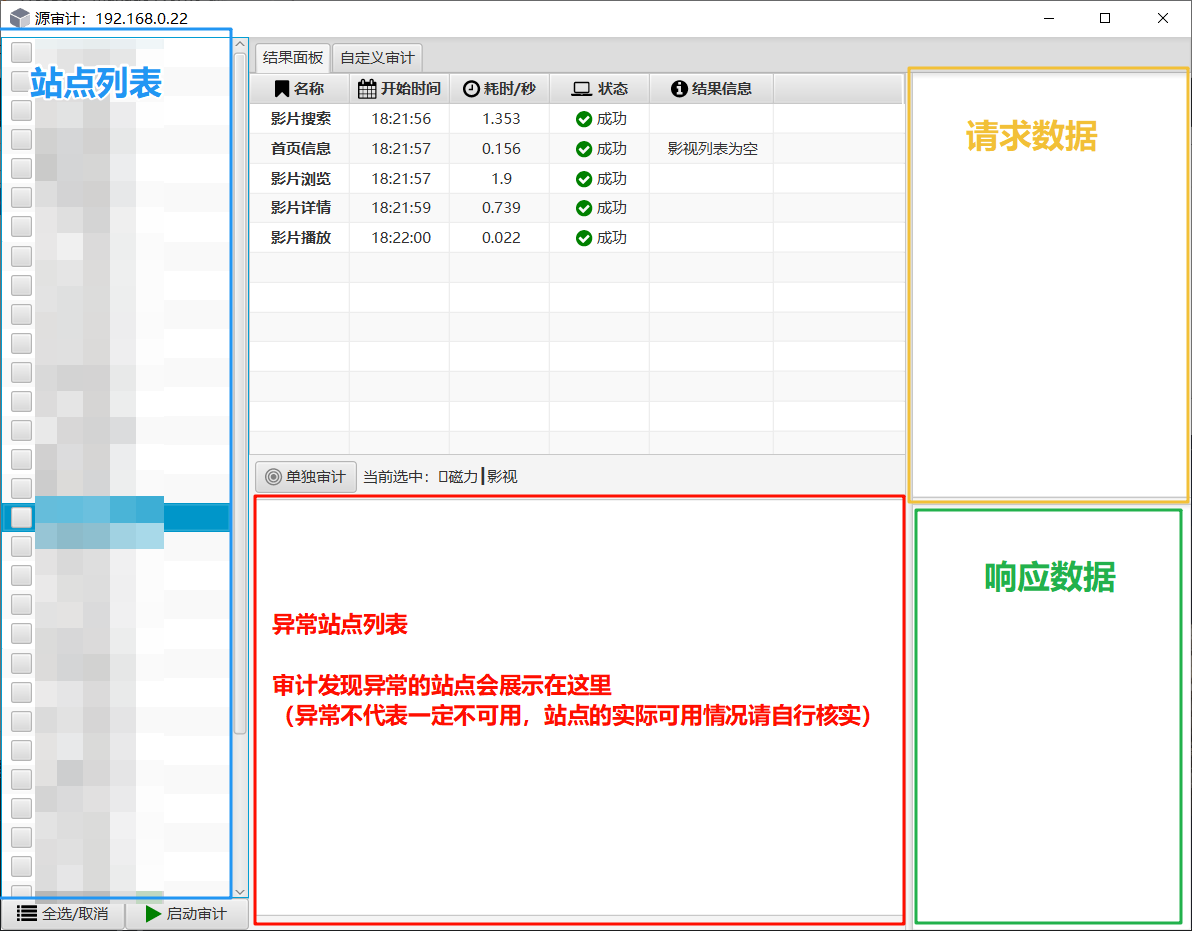 源审计：192.168.0.22
站点列表
结果面板 自定义审计
名称 开始时间 耗时/秒 状态 结果信息
影片搜索 18:21:56 1.353 成功
首页信息 18:21:57 0.156 成功 影视列表为空
影片浏览 18:21:57 1.9 成功
影片详情 18:21:59 0.739 成功
影片播放 18:22:00 0.022 成功
单独审计 当前选中：▯磁力┃影视
异常站点列表
审计发现异常的站点会展示在这里
（异常不代表一定不可用，站点的实际可用情况请自行核实）
请求数据
响应数据
全选/取消 启动审计